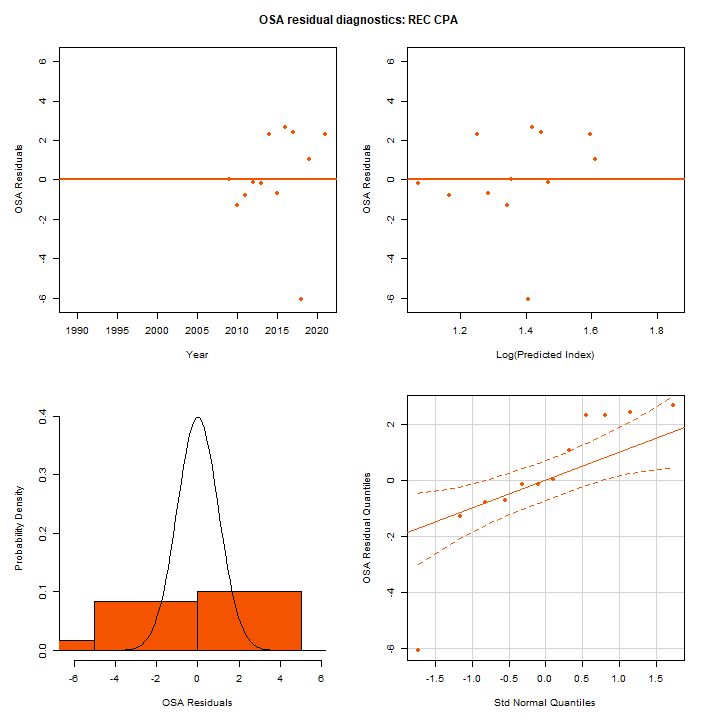 OSA residual diagnostics: REC CPA
OSA Residuals
6
4
2
0
-2
-4
-6
1990 1995 2000 2005 2010 2015 2020
Year
OSA Residuals
6
4
2
0
-2
-4
-6
1.2 1.4 1.6 1.8
Log(Predicted Index)
Probability Density
0.4
0.3
0.2
0.1
0.0
-6 -4 -2 0 2 4 6
OSA Residuals
OSA Residual Quantiles
2
0
-2
-4
-6
-1.5 -1.0 -0.5 0.0 0.5 1.0 1.5
Std Normal Quantiles